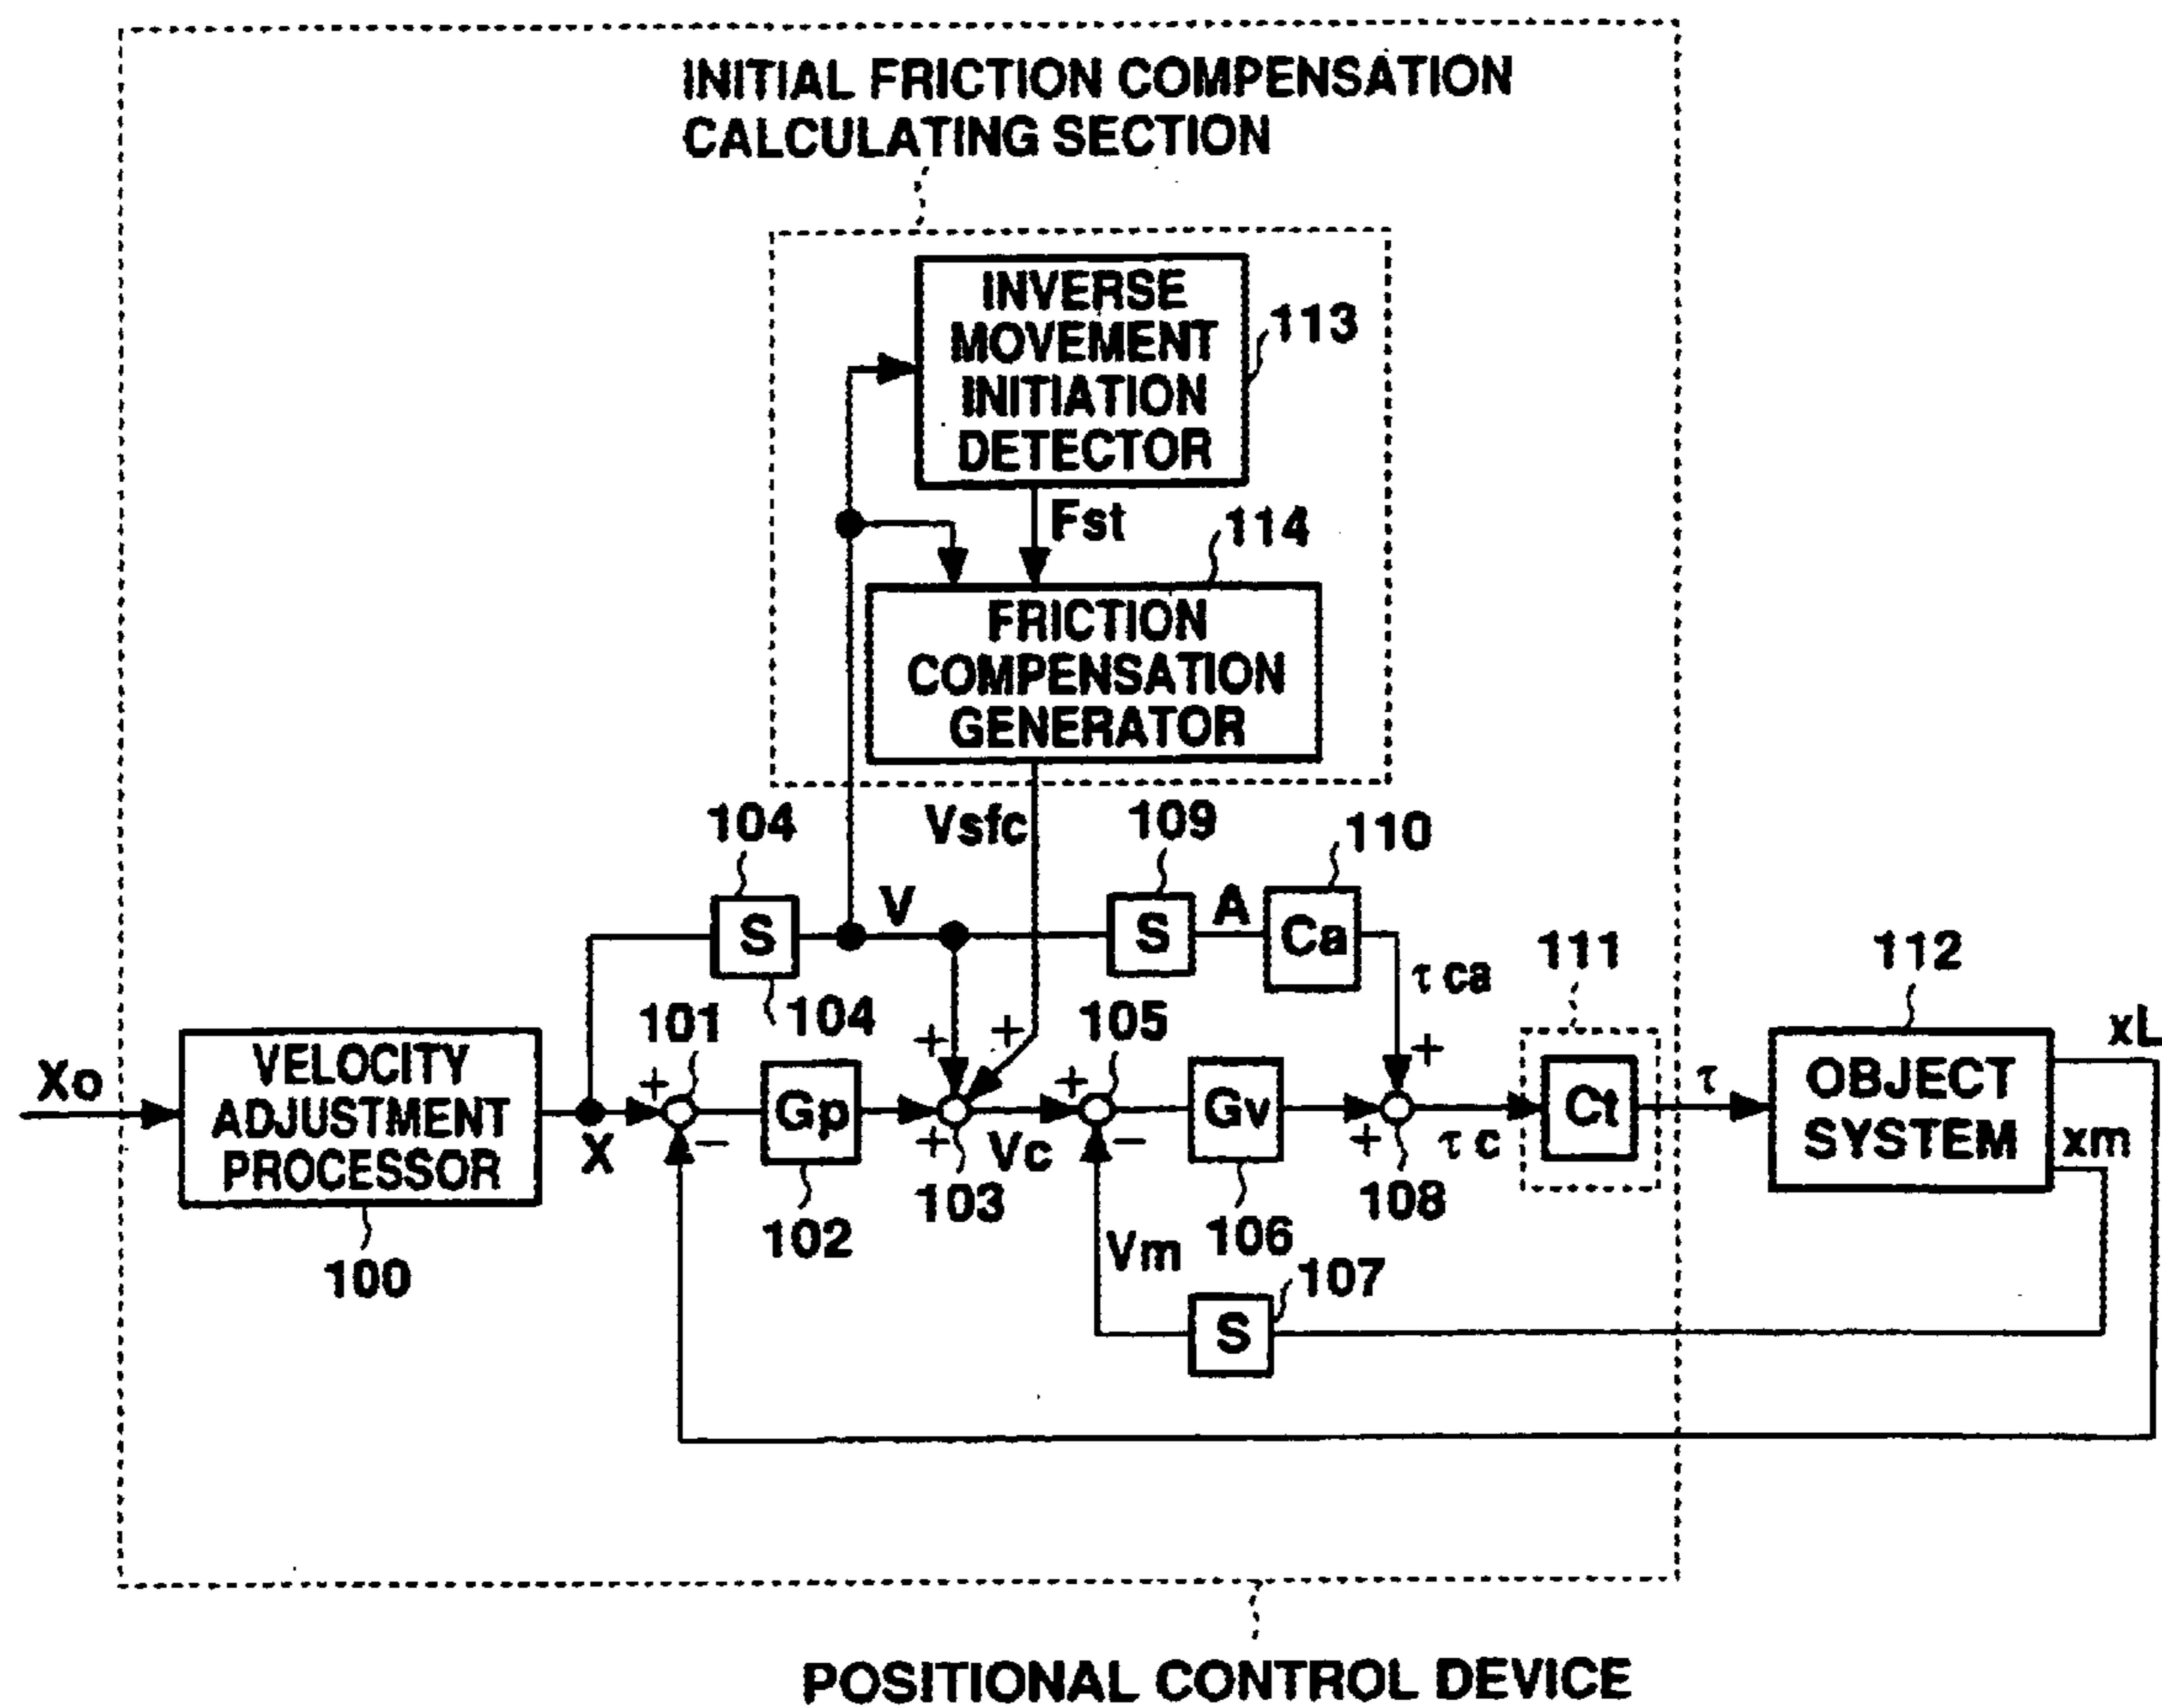 INITIAL FRICTION COMPENSATION
CALCULATING SECTION
INVERSE
MOVEMENT
INITIATION
DETECTOR
113
Fst
114
FRICTION
COMPENSATION
GENERATOR
104
Vsfc
109
110
V
S
S
A
Ca
τca
111
112
101
104
105
+
+
+
Xo
VELOCITY
ADJUSTMENT
PROCESSOR
X
+
−
Gp
+
Vc
+
−
Gv
+
τc
Ct
τ
OBJECT
SYSTEM
xL
xm
100
102
103
106
108
Vm
107
S
POSITIONAL CONTROL DEVICE